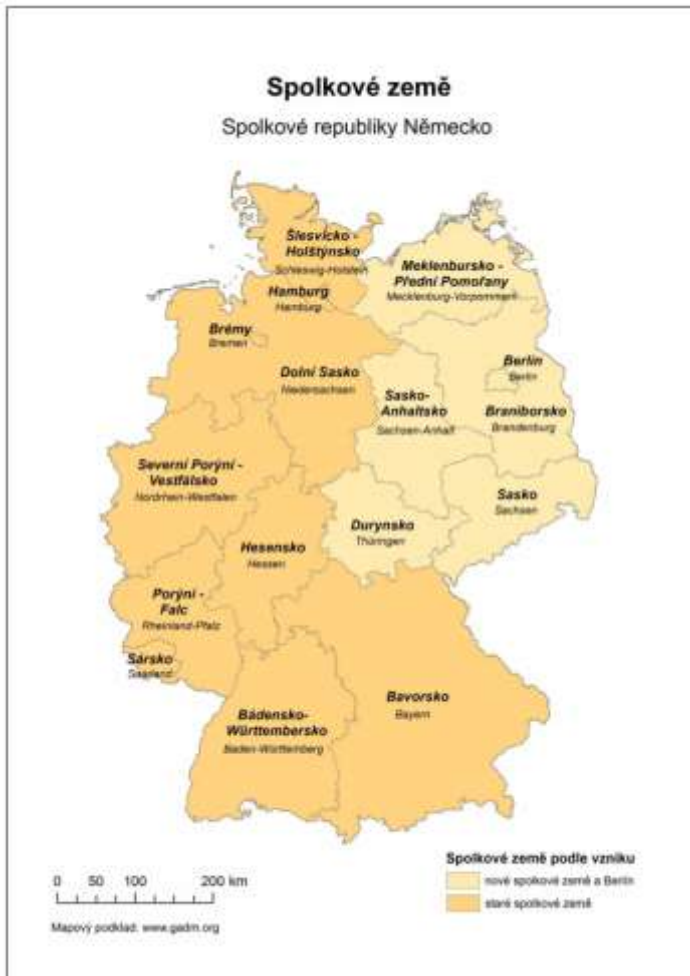 Spolkové země
Spolkové republiky Německo
Šlesvicko -
Holštýnsko
Schleswig-Holstein
Meklenbursko -
Přední Pomořany
Mecklenburg-Vorpommern
Hamburg
Hamburg
Brémy
Bremen
Dolní Sasko
Niedersachsen
Berlín
Berlin
Sasko-
Anhaltsko
Sachsen-Anhalt
Braniborsko
Brandenburg
Severní Porýní -
Vestfálsko
Nordrhein-Westfalen
Sasko
Sachsen
Durynsko
Thüringen
Hesensko
Hessen
Porýní -
Falc
Rheinland-Pfalz
Sársko
Saarland
Bádensko-
Württembersko
Baden-Württemberg
Bavorsko
Bayern
Spolkové země podle vzniku
nové spolkové země a Berlín
staré spolkové země
0 50 100 200 km
Mapový podklad: www.gadm.org